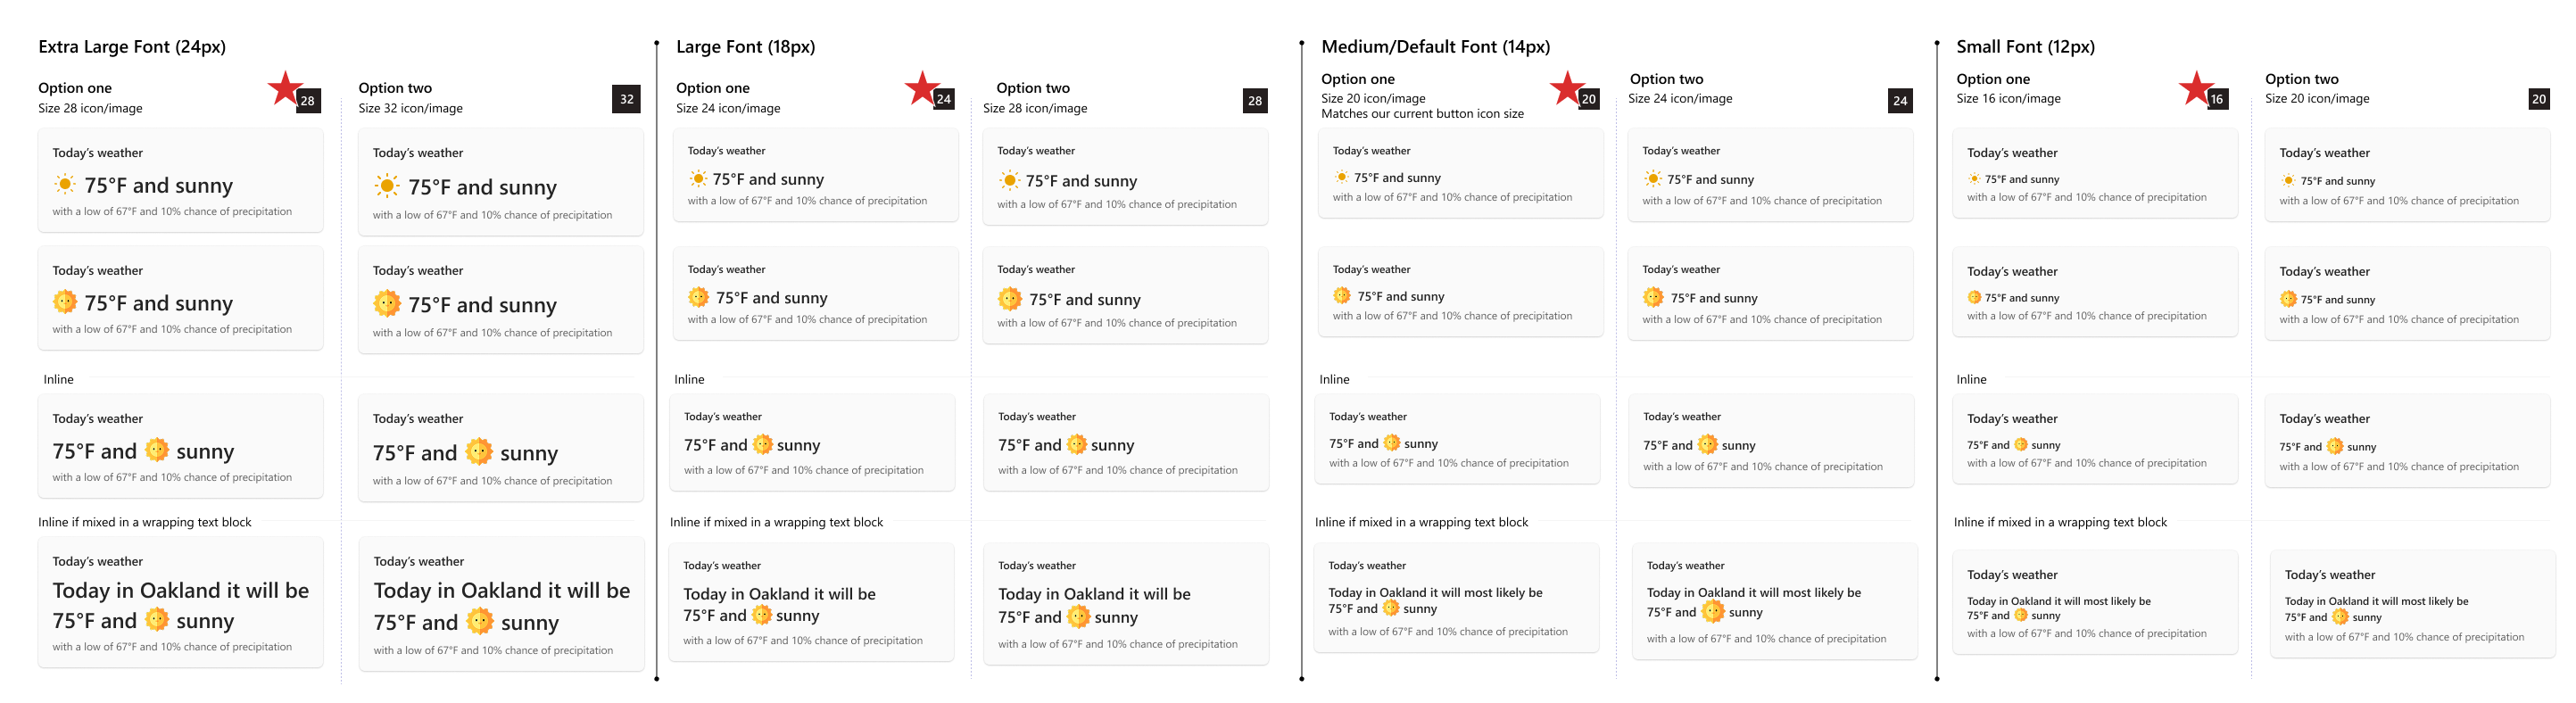 Extra Large Font (24px)
Option one
Size 28 icon/image
28
Today's weather
75°F and sunny
with a low of 67°F and 10% chance of precipitation
Today's weather
75°F and sunny
with a low of 67°F and 10% chance of precipitation
Inline
Today's weather
75°F and sunny
with a low of 67°F and 10% chance of precipitation
Inline if mixed in a wrapping text block
Today's weather
Today in Oakland it will be
75°F and sunny
with a low of 67°F and 10% chance of precipitation
Option two
Size 32 icon/image
32
Today's weather
75°F and sunny
with a low of 67°F and 10% chance of precipitation
Today's weather
75°F and sunny
with a low of 67°F and 10% chance of precipitation
Today's weather
75°F and sunny
with a low of 67°F and 10% chance of precipitation
Today's weather
Today in Oakland it will be
75°F and sunny
with a low of 67°F and 10% chance of precipitation
Large Font (18px)
Option one
Size 24 icon/image
24
Today's weather
75°F and sunny
with a low of 67°F and 10% chance of precipitation
Today's weather
75°F and sunny
with a low of 67°F and 10% chance of precipitation
Inline
Today's weather
75°F and sunny
with a low of 67°F and 10% chance of precipitation
Inline if mixed in a wrapping text block
Today's weather
Today in Oakland it will be
75°F and sunny
with a low of 67°F and 10% chance of precipitation
Option two
Size 28 icon/image
28
Today's weather
75°F and sunny
with a low of 67°F and 10% chance of precipitation
Today's weather
75°F and sunny
with a low of 67°F and 10% chance of precipitation
Today's weather
75°F and sunny
with a low of 67°F and 10% chance of precipitation
Today's weather
Today in Oakland it will be
75°F and sunny
with a low of 67°F and 10% chance of precipitation
Medium/Default Font (14px)
Option one
Size 20 icon/image
Matches our current button icon size
20
Today's weather
75°F and sunny
with a low of 67°F and 10% chance of precipitation
Today's weather
75°F and sunny
with a low of 67°F and 10% chance of precipitation
Inline
Today's weather
75°F and sunny
with a low of 67°F and 10% chance of precipitation
Inline if mixed in a wrapping text block
Today's weather
Today in Oakland it will most likely be
75°F and sunny
with a low of 67°F and 10% chance of precipitation
Option two
Size 24 icon/image
24
Today's weather
75°F and sunny
with a low of 67°F and 10% chance of precipitation
Today's weather
75°F and sunny
with a low of 67°F and 10% chance of precipitation
Today's weather
75°F and sunny
with a low of 67°F and 10% chance of precipitation
Today's weather
Today in Oakland it will most likely be
75°F and sunny
with a low of 67°F and 10% chance of precipitation
Small Font (12px)
Option one
Size 16 icon/image
16
Today's weather
75°F and sunny
with a low of 67°F and 10% chance of precipitation
Today's weather
75°F and sunny
with a low of 67°F and 10% chance of precipitation
Inline
Today's weather
75°F and sunny
with a low of 67°F and 10% chance of precipitation
Inline if mixed in a wrapping text block
Today's weather
Today in Oakland it will most likely be
75°F and sunny
with a low of 67°F and 10% chance of precipitation
Option two
Size 20 icon/image
20
Today's weather
75°F and sunny
with a low of 67°F and 10% chance of precipitation
Today's weather
75°F and sunny
with a low of 67°F and 10% chance of precipitation
Today's weather
75°F and sunny
with a low of 67°F and 10% chance of precipitation
Today's weather
Today in Oakland it will most likely be
75°F and sunny
with a low of 67°F and 10% chance of precipitation